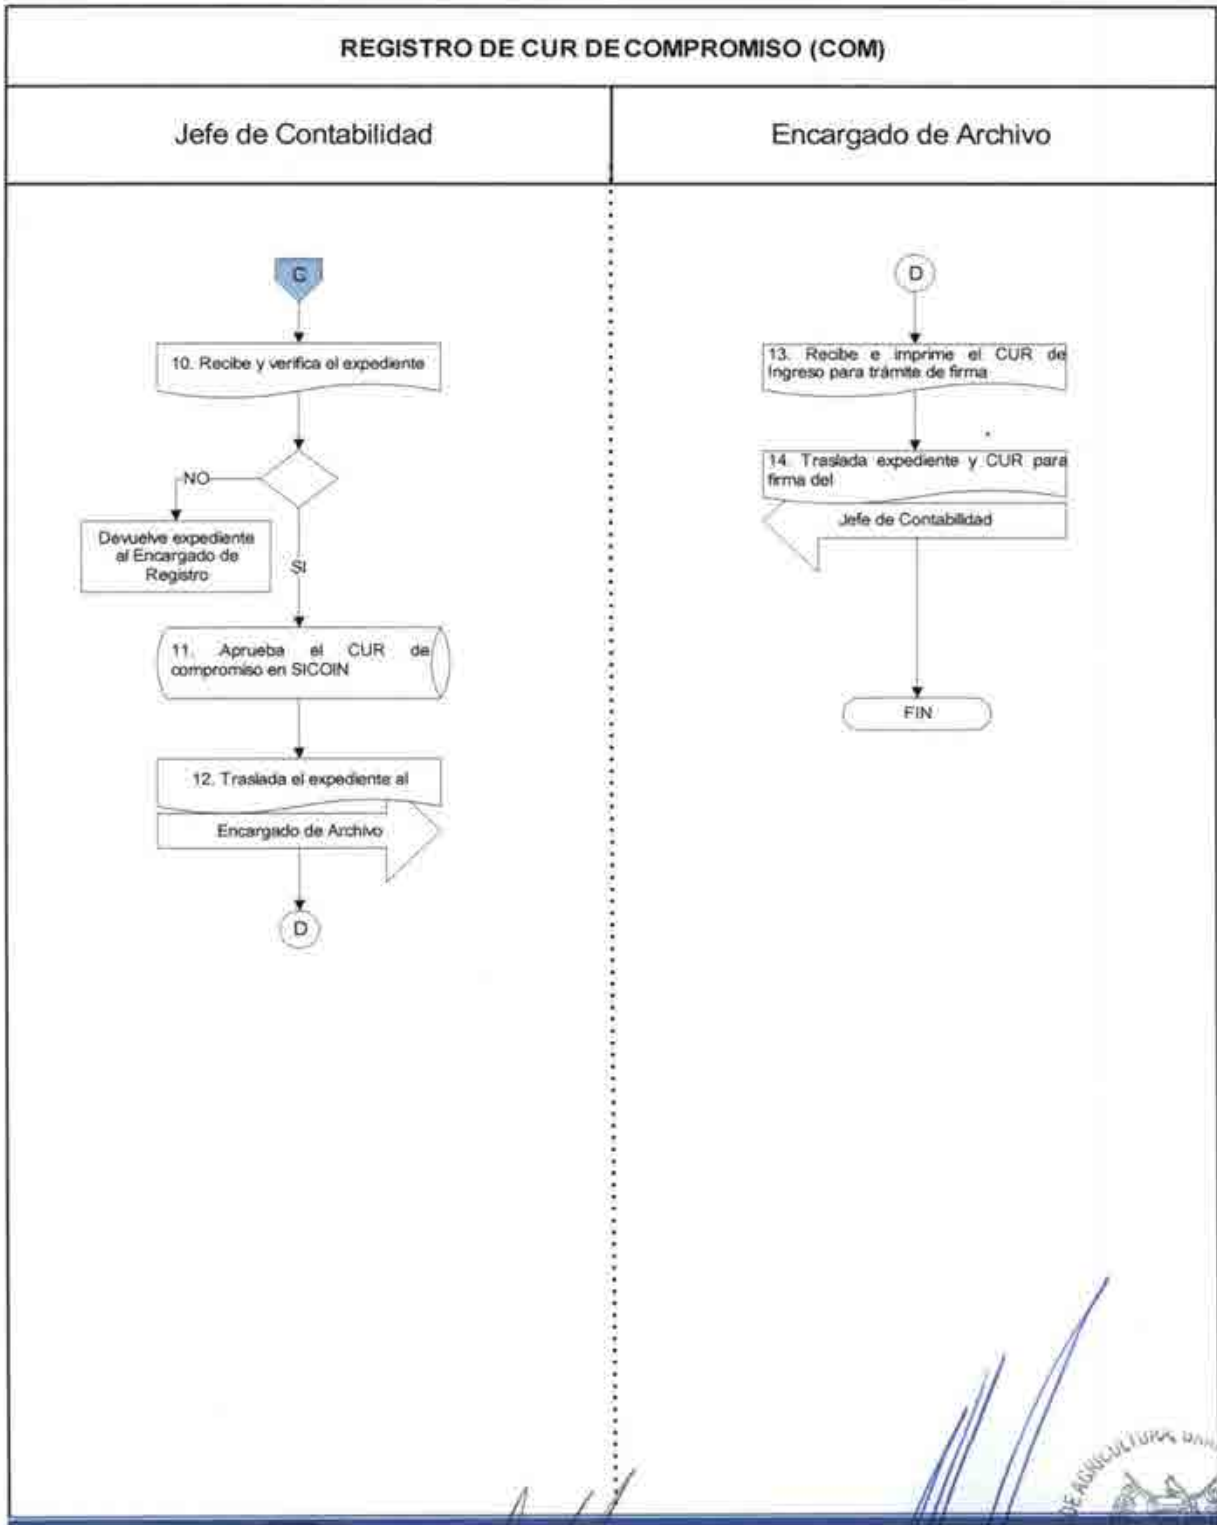 REGISTRO DE CUR DE COMPROMISO (COM)
Jefe de Contabilidad
Encargado de Archivo
C
10. Recibe y verifica el expediente
NO
Devuelve expediente
al Encargado de
Registro
SI
11. Aprueba el CUR de
compromiso en SICOIN
12. Traslada el expediente al
Encargado de Archivo
D
D
13. Recibe e imprime el CUR de
Ingreso para trámite de firma
14. Traslada expediente y CUR para
firma del
Jefe de Contabilidad
FIN
DE AGRICULTURA,